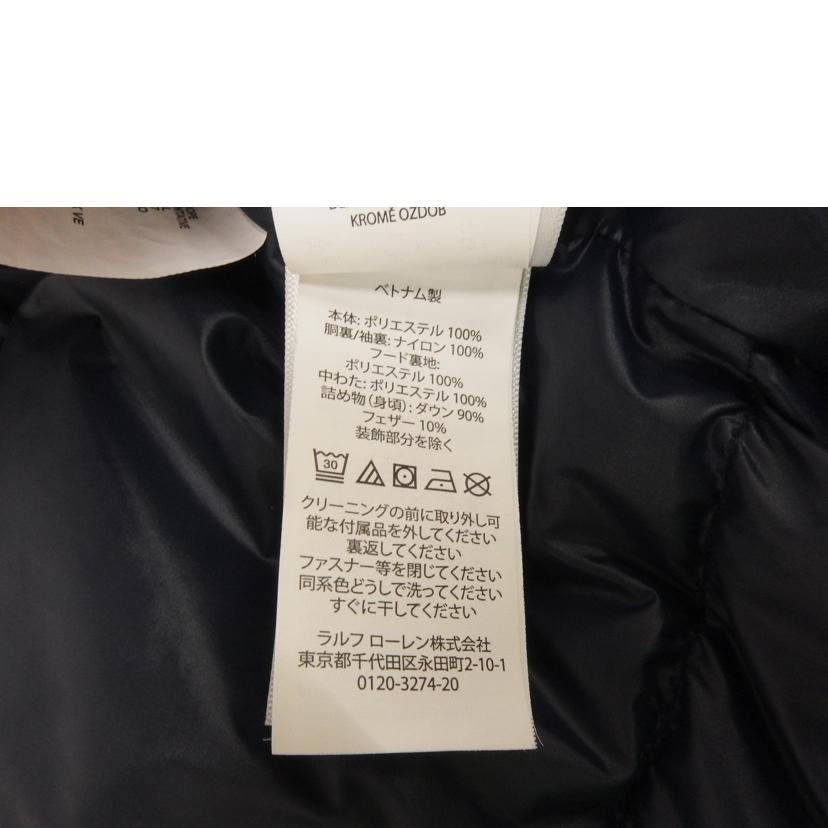 KROMĚ OZDOB
ベトナム製
本体: ポリエステル 100%
胴裏/袖裏: ナイロン 100%
フード裏地:
ポリエステル 100%
中わた: ポリエステル 100%
詰め物(身頃): ダウン 90%
フェザー 10%
装飾部分を除く
30
クリーニングの前に取り外し可
能な付属品を外してください
裏返してください
ファスナー等を閉じてください
同系色どうしで洗ってください
すぐに干してください
ラルフ ローレン株式会社
東京都千代田区永田町2-10-1
0120-3274-20